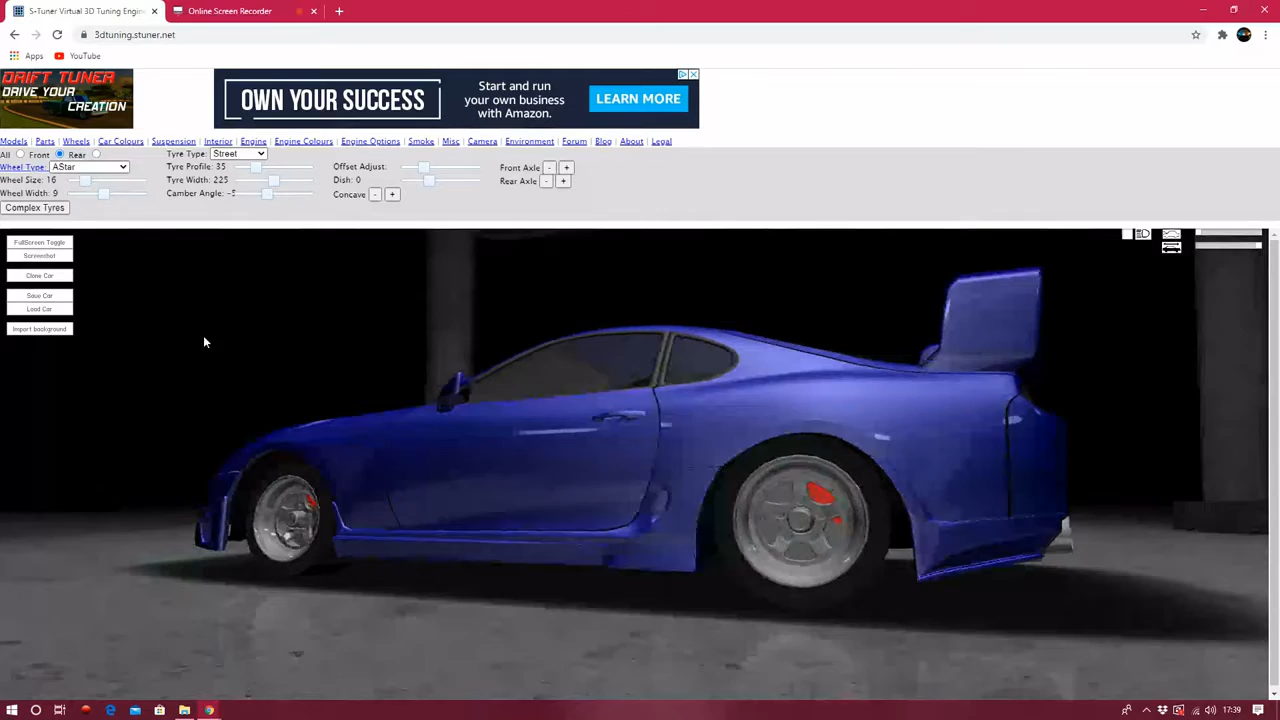 S-Tuner Virtual 3D Tuning Engin
Online Screen Recorder
3dtuning.stuner.net
Apps
YouTube
DRIFT TUNER
DRIVE YOUR
CREATION
OWN YOUR SUCCESS
Start and run
your own business
with Amazon.
LEARN MORE
Models | Parts | Wheels | Car Colours | Suspension | Interior | Engine | Engine Colours | Engine Options | Smoke | Misc | Camera | Environment | Forum | Blog | About | Legal
All Front Rear
Wheel Type: AStar
Wheel Size: 16
Wheel Width: 9
Complex Tyres
Tyre Type: Street
Tyre Profile: 35
Tyre Width: 225
Camber Angle: -5
Offset Adjust:
Dish: 0
Concave - +
Front Axle - +
Rear Axle - +
FullScreen Toggle
Screenshot
Clone Car
Save Car
Load Car
Import background
17:39